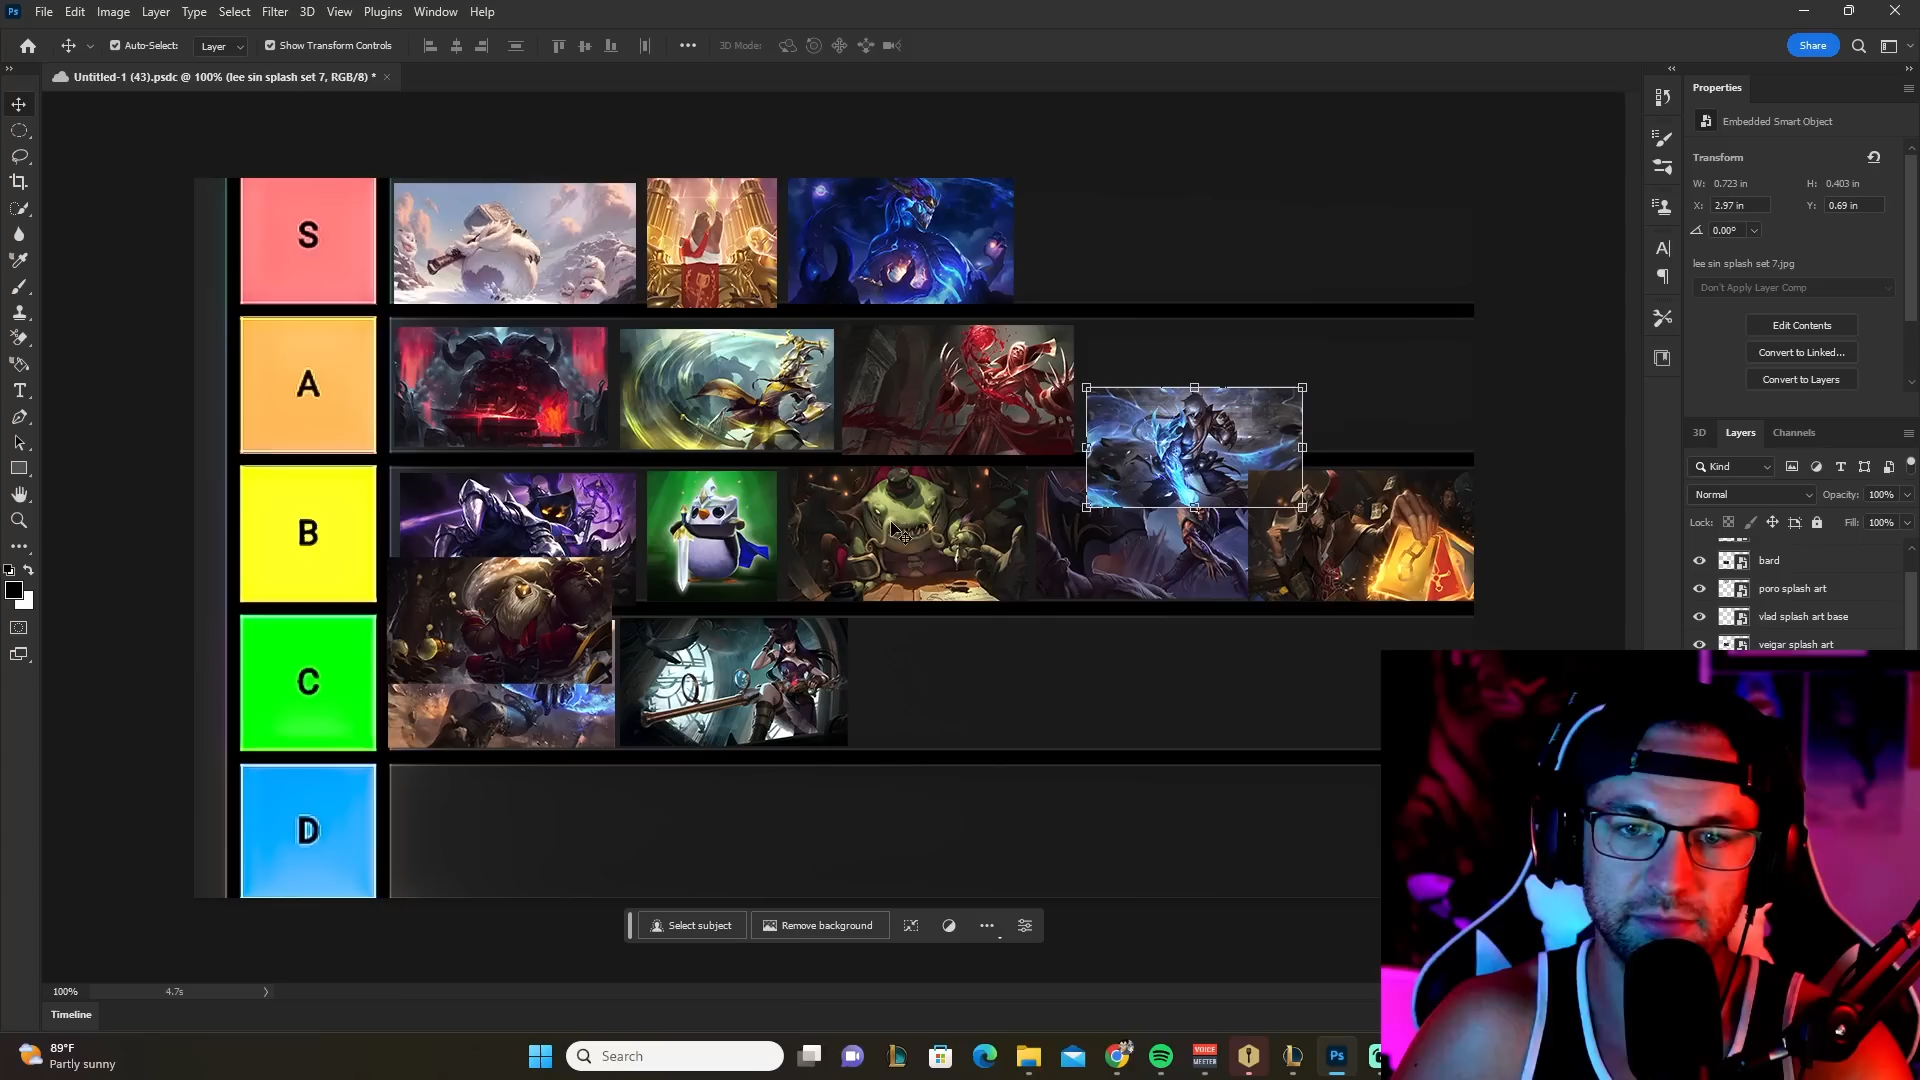 Ps File Edit Image Layer Type Select Filter 3D View Plugins Window Help
Auto-Select: Layer Show Transform Controls 3D Mode: Share
Untitled-1 (43).psdc @ 100% (lee sin splash set 7, RGB/8) *
Properties
Embedded Smart Object
Transform
W: 0.723 in H: 0.403 in
X: 2.97 in Y: 0.69 in
0.00°
lee sin splash set 7.jpg
Don't Apply Layer Comp
Edit Contents
Convert to Linked...
Convert to Layers
3D Layers Channels
Kind
Normal Opacity: 100%
Lock: Fill: 100%
bard
poro splash art
vlad splash art base
veigar splash art
S
A
B
C
D
Select subject Remove background
100% 4.7s
Timeline
89°F
Partly sunny
Search
VOICE
MEETER
Ps